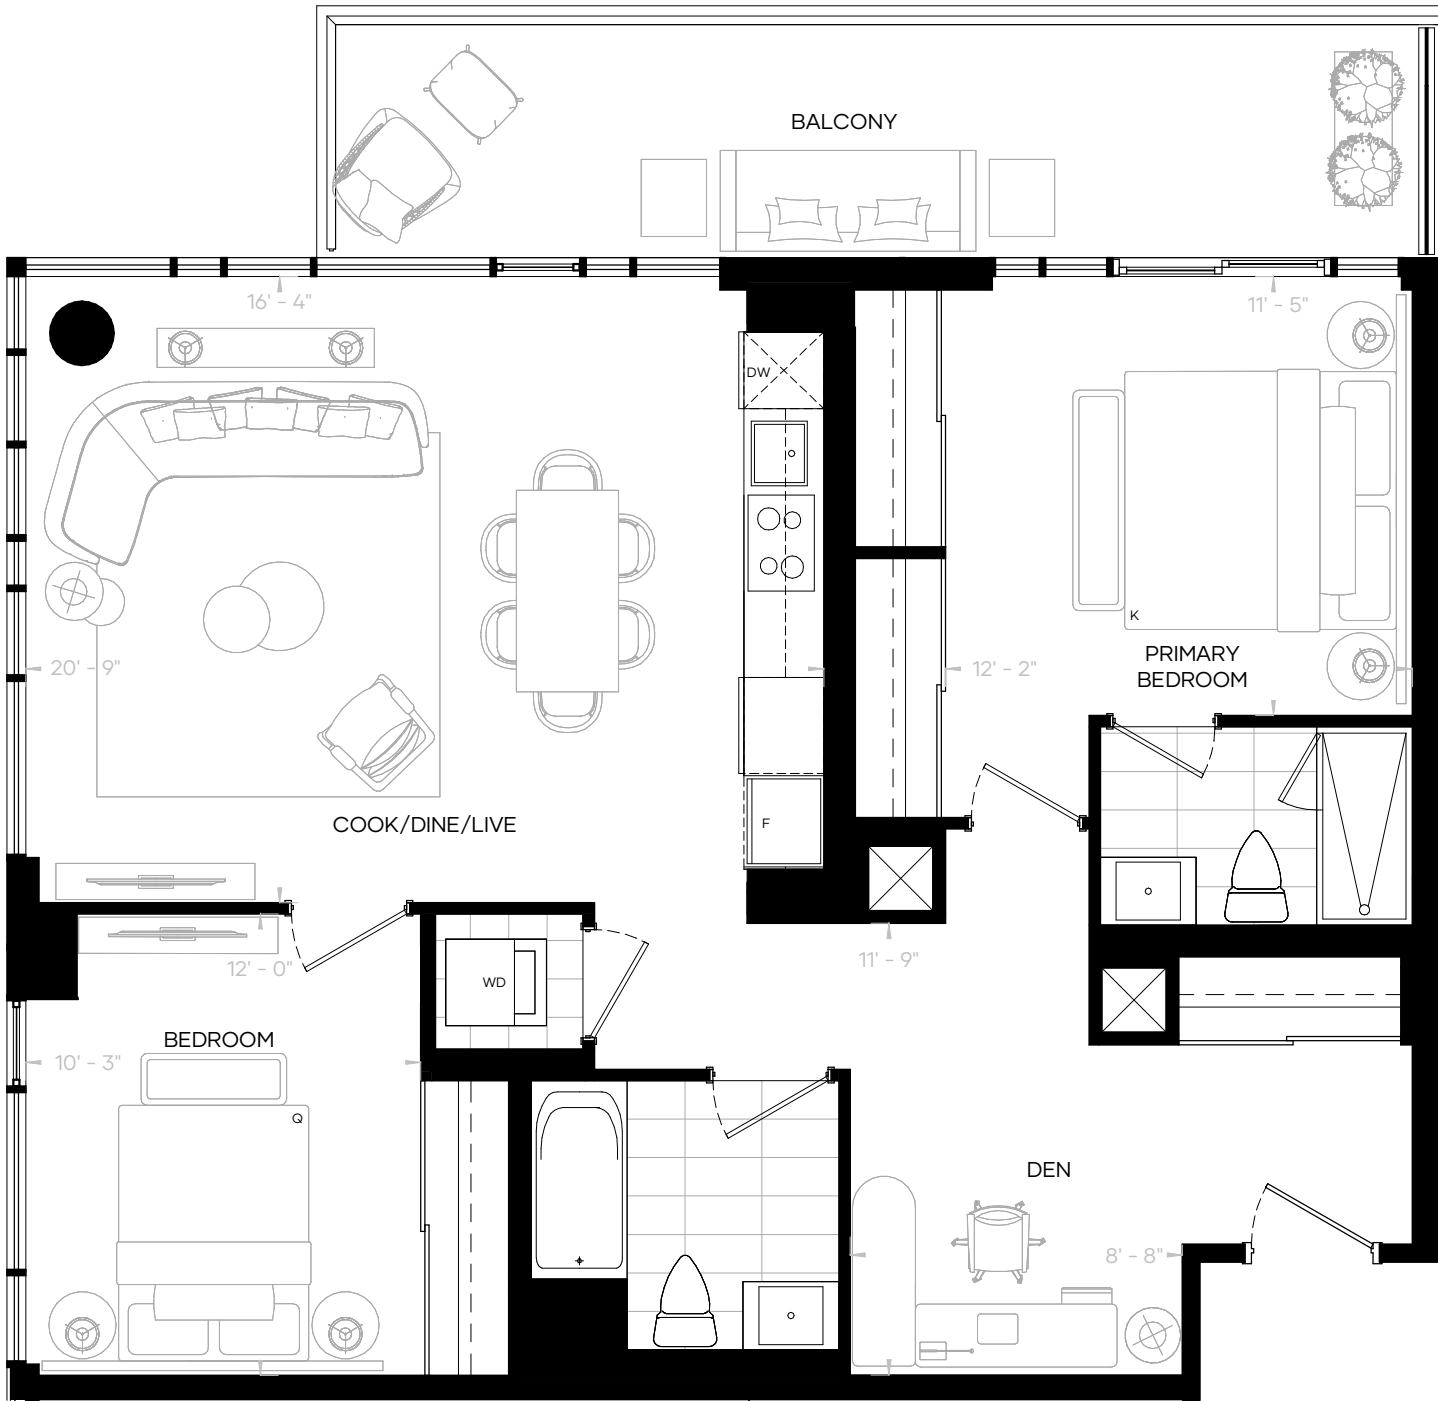 BALCONY
16' - 4"
11' - 5"
DW
K
PRIMARY
BEDROOM
20' - 9"
12' - 2"
COOK/DINE/LIVE
F
12' - 0"
11' - 9"
WD
BEDROOM
10' - 3"
Q
DEN
8' - 8"